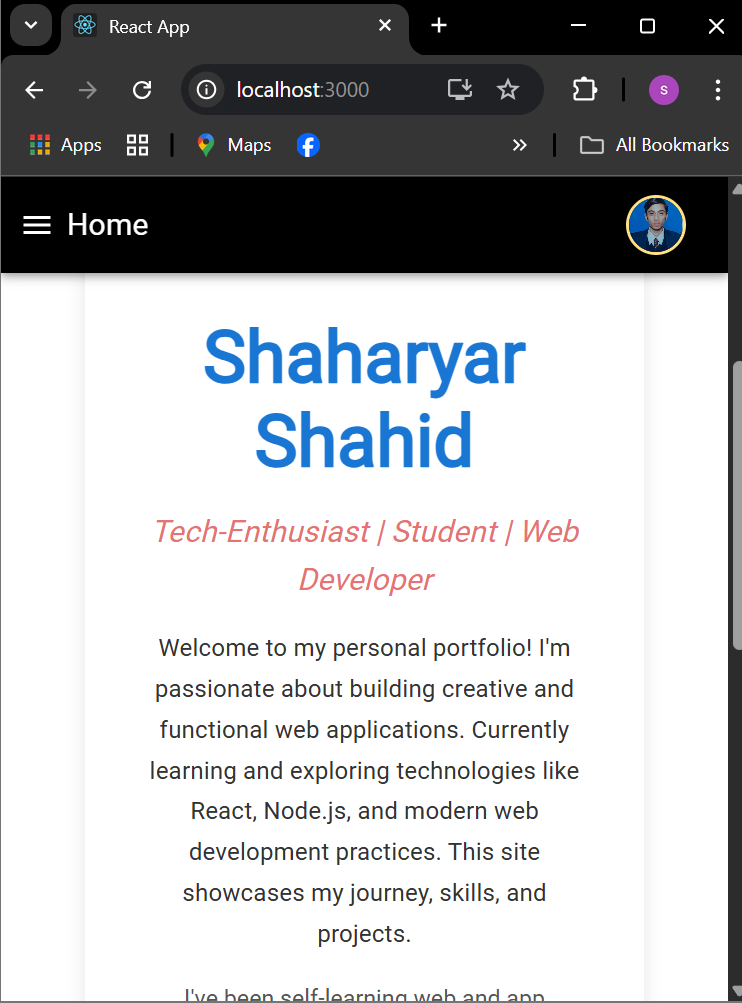 React App
localhost:3000
S
Apps
Maps
All Bookmarks
Home
Shaharyar
Shahid
Tech-Enthusiast | Student | Web
Developer
Welcome to my personal portfolio! I'm
passionate about building creative and
functional web applications. Currently
learning and exploring technologies like
React, Node.js, and modern web
development practices. This site
showcases my journey, skills, and
projects.
I've been self-learning web and app